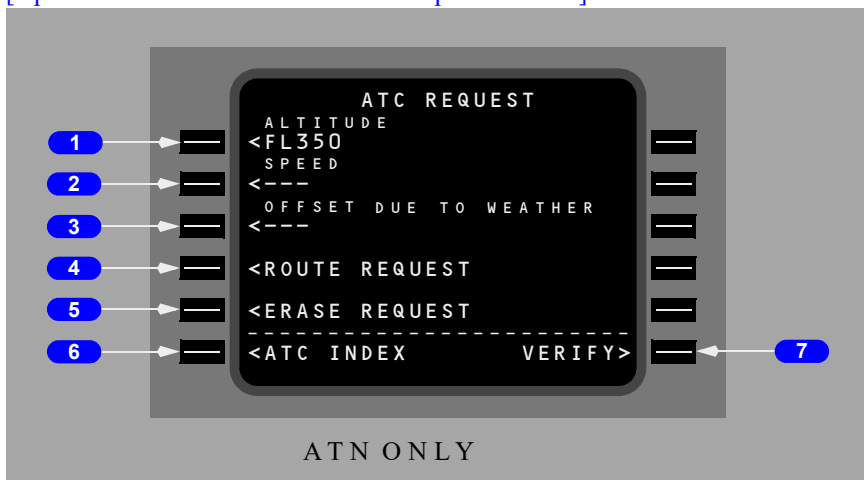 ATC REQUEST
ALTITUDE
1 <FL350
SPEED
2 <---
OFFSET DUE TO WEATHER
3 <---
4 <ROUTE REQUEST
5 <ERASE REQUEST
------------------------
6 <ATC INDEX VERIFY> 7
ATN ONLY